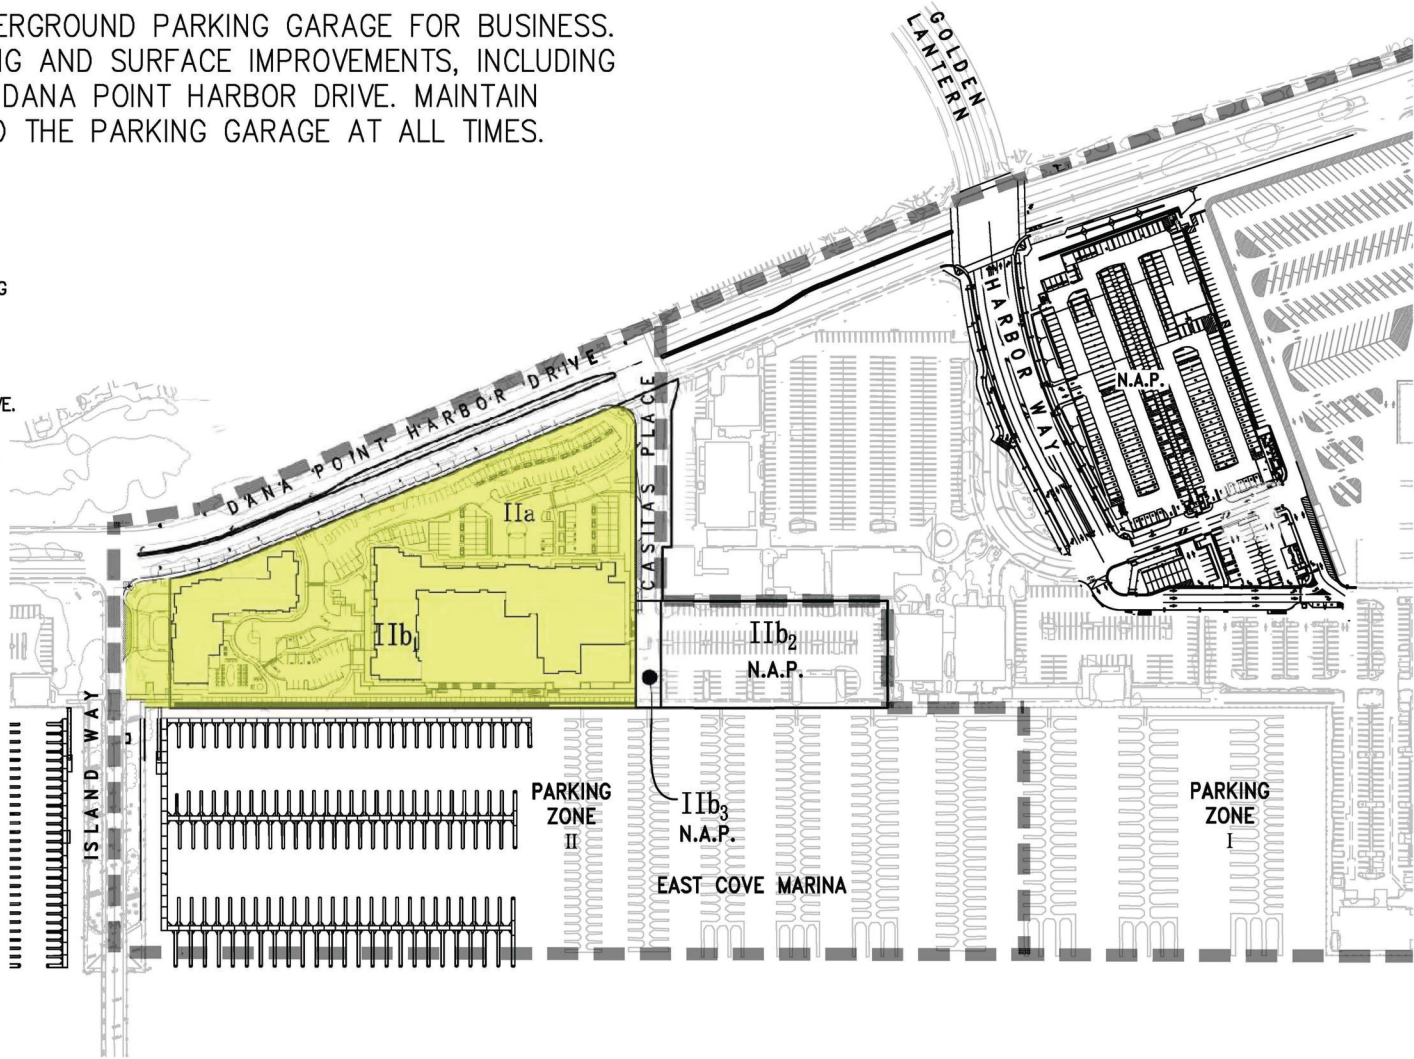 ERGROUND PARKING GARAGE FOR BUSINESS.
NG AND SURFACE IMPROVEMENTS, INCLUDING
DANA POINT HARBOR DRIVE. MAINTAIN
O THE PARKING GARAGE AT ALL TIMES.
GOLDEN
LANTERN
G
VE.
HARBOR WAY
N.A.P.
DANA POINT HARBOR DRIVE
CASITAS PLACE
IIa
IIb1
IIb2
N.A.P.
ISLAND WAY
PARKING
ZONE
II
IIb3
N.A.P.
PARKING
ZONE
I
EAST COVE MARINA